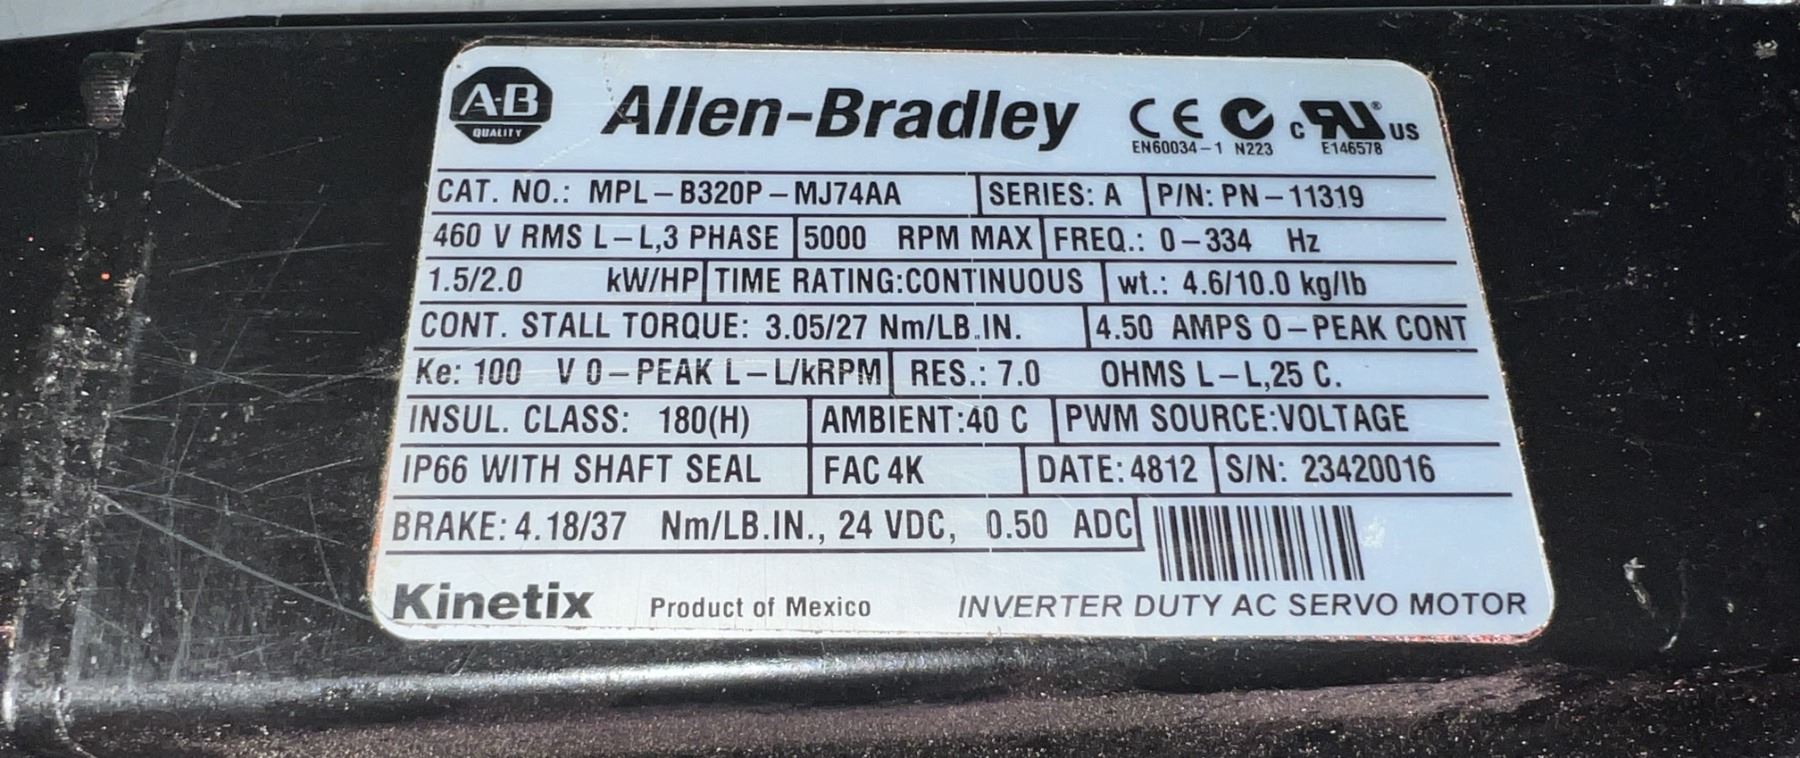 A-B QUALITY Allen-Bradley CE EN60034-1 N223 C RU® US E146578
CAT. NO.: MPL-B320P-MJ74AA SERIES: A P/N: PN-11319
460 V RMS L-L,3 PHASE 5000 RPM MAX FREQ.: 0-334 Hz
1.5/2.0 kW/HP TIME RATING:CONTINUOUS wt.: 4.6/10.0 kg/lb
CONT. STALL TORQUE: 3.05/27 Nm/LB.IN. 4.50 AMPS 0-PEAK CONT
Ke: 100 V 0-PEAK L-L/kRPM RES.: 7.0 OHMS L-L,25 C.
INSUL. CLASS: 180(H) AMBIENT:40 C PWM SOURCE:VOLTAGE
IP66 WITH SHAFT SEAL FAC 4K DATE: 4812 S/N: 23420016
BRAKE: 4.18/37 Nm/LB.IN., 24 VDC, 0.50 ADC
Kinetix Product of Mexico INVERTER DUTY AC SERVO MOTOR